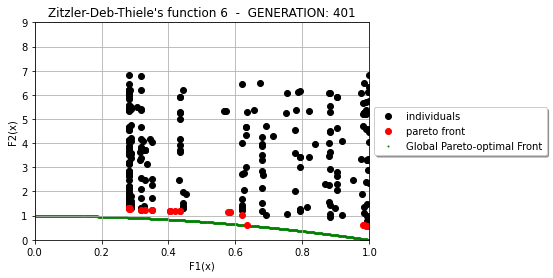 Zitzler-Deb-Thiele's function 6 - GENERATION: 401
F2(x)
9
8
7
6
5
4
3
2
1
0
0.0 0.2 0.4 0.6 0.8 1.0
F1(x)
individuals
pareto front
Global Pareto-optimal Front